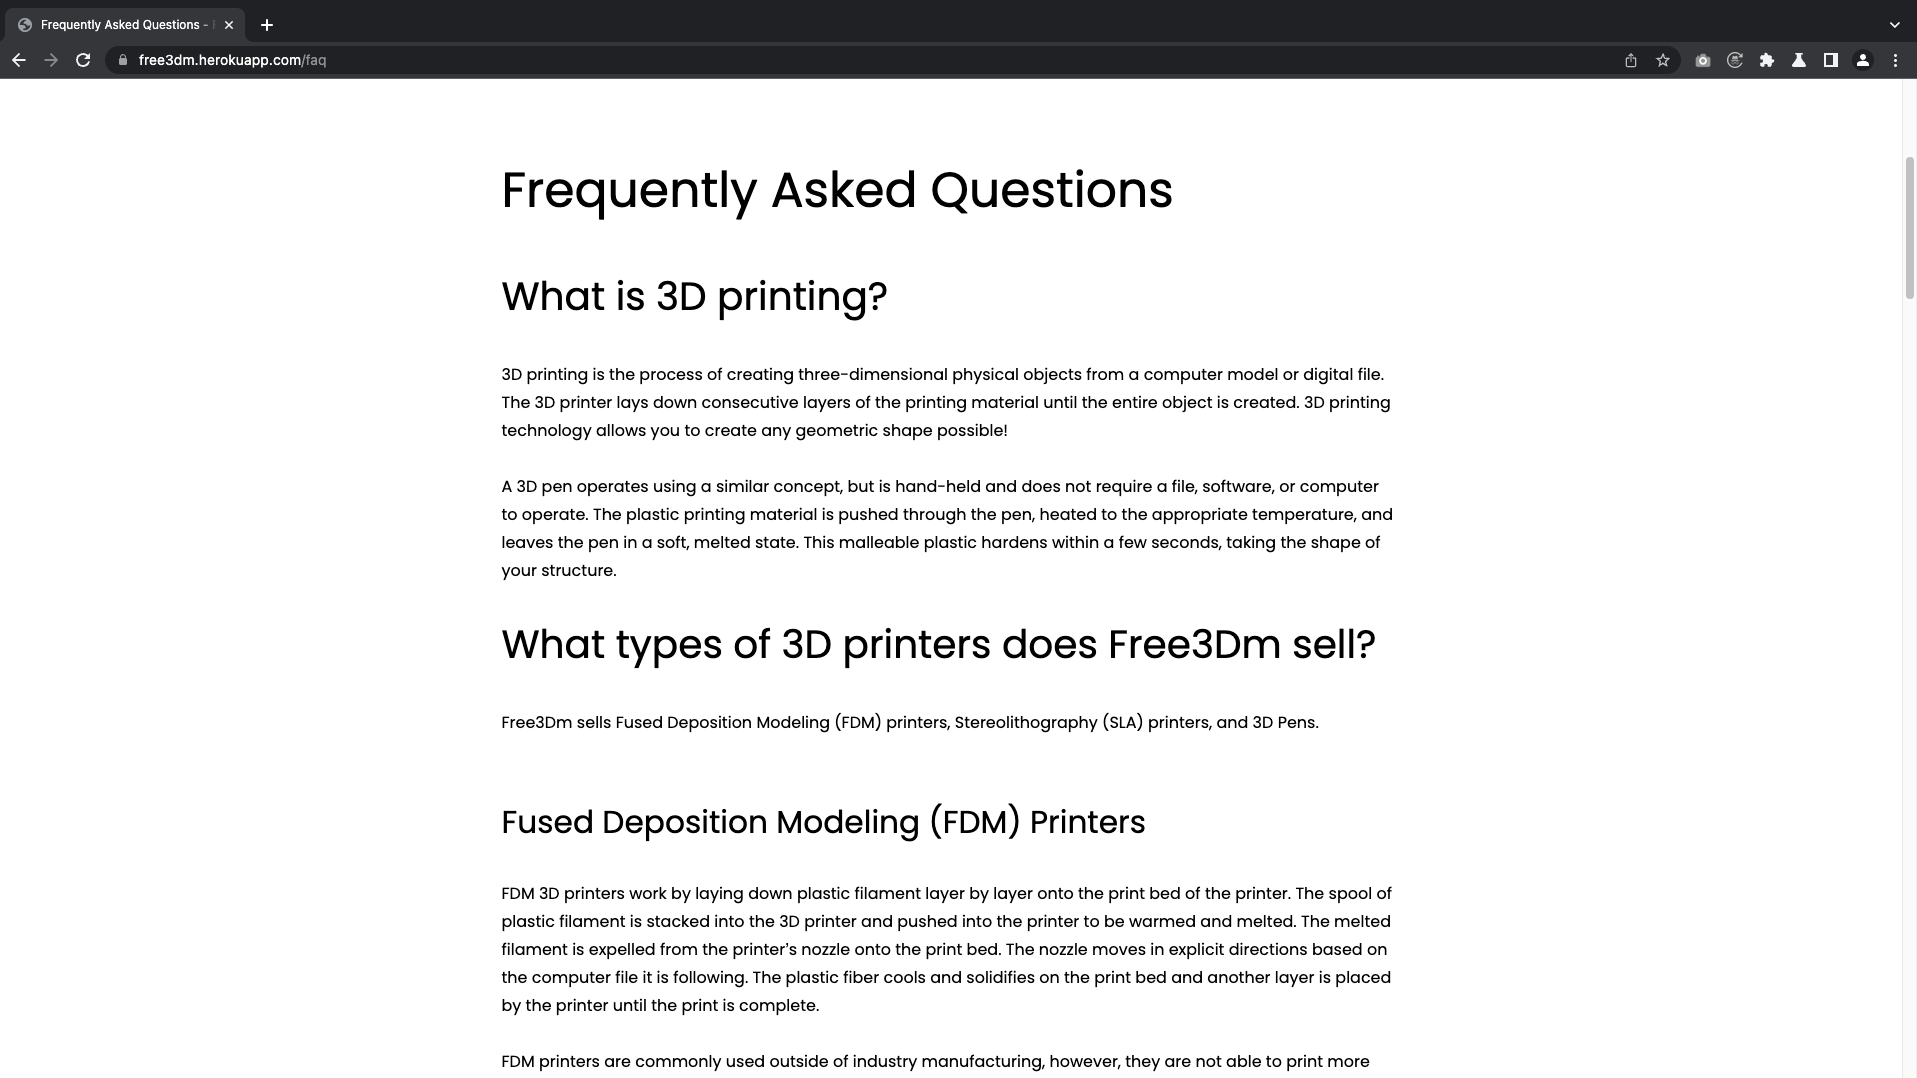 Frequently Asked Questions -
free3dm.herokuapp.com/faq
Frequently Asked Questions
What is 3D printing?
3D printing is the process of creating three-dimensional physical objects from a computer model or digital file.
The 3D printer lays down consecutive layers of the printing material until the entire object is created. 3D printing
technology allows you to create any geometric shape possible!
A 3D pen operates using a similar concept, but is hand-held and does not require a file, software, or computer
to operate. The plastic printing material is pushed through the pen, heated to the appropriate temperature, and
leaves the pen in a soft, melted state. This malleable plastic hardens within a few seconds, taking the shape of
your structure.
What types of 3D printers does Free3Dm sell?
Free3Dm sells Fused Deposition Modeling (FDM) printers, Stereolithography (SLA) printers, and 3D Pens.
Fused Deposition Modeling (FDM) Printers
FDM 3D printers work by laying down plastic filament layer by layer onto the print bed of the printer. The spool of
plastic filament is stacked into the 3D printer and pushed into the printer to be warmed and melted. The melted
filament is expelled from the printer’s nozzle onto the print bed. The nozzle moves in explicit directions based on
the computer file it is following. The plastic fiber cools and solidifies on the print bed and another layer is placed
by the printer until the print is complete.
FDM printers are commonly used outside of industry manufacturing, however, they are not able to print more